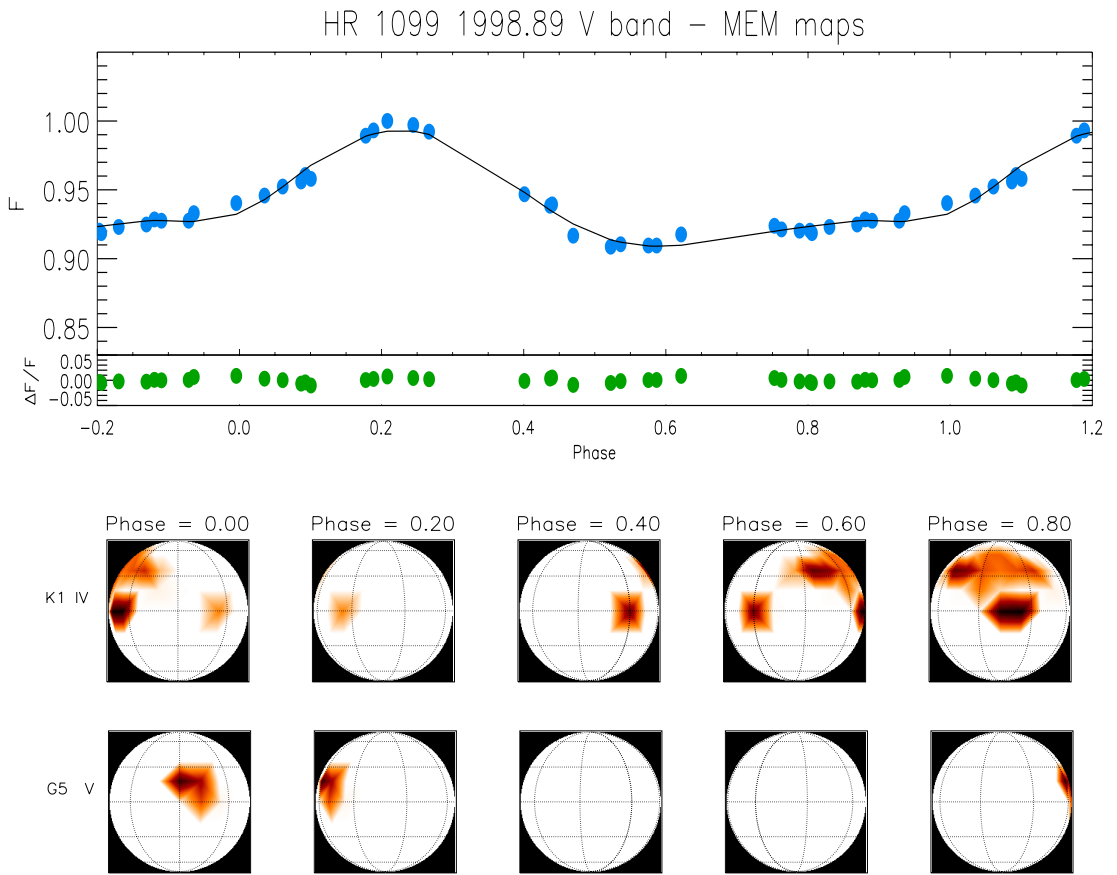 HR 1099 1998.89 V band – MEM maps
1.00
0.95
F
0.90
0.85
0.05
0.00
-0.05
ΔF/F
-0.2 0.0 0.2 0.4 0.6 0.8 1.0 1.2
Phase
Phase = 0.00 Phase = 0.20 Phase = 0.40 Phase = 0.60 Phase = 0.80
K1 IV
G5 V